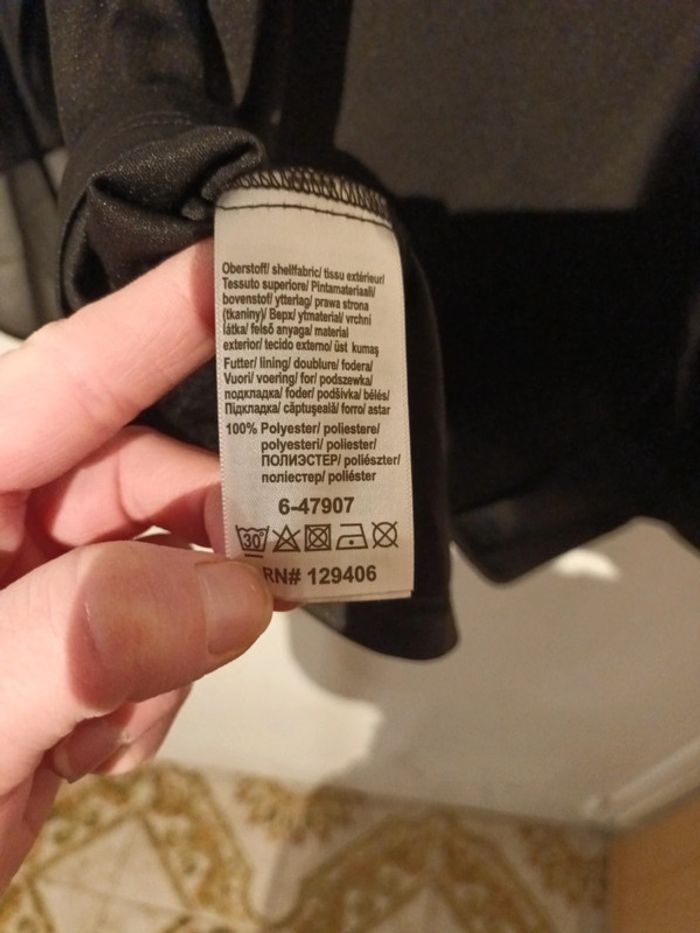 Oberstoff/ shellfabric/ tissu extérieur/
Tessuto superiore/ Pintamateriaali/
bovenstof/ ytterlag/ prawa strona
(tkaniny)/ Bepx/ ytmaterial/ vrchní
látka/ felső anyaga/ material
exterior/ tecido externo/ üst kumaş
Futter/ lining/ doublure/ fodera/
Vuori/ voering/ for/ podszewka/
подкладка/ foder/ podšívka/ bélés/
Підкладка/ căptușeală/ forro/ astar
100% Polyester/ poliestere/
polyesteri/ poliester/
ПОЛИЭСТЕР/ poliészter/
поліестер/ poliéster
6-47907
30°
RN# 129406